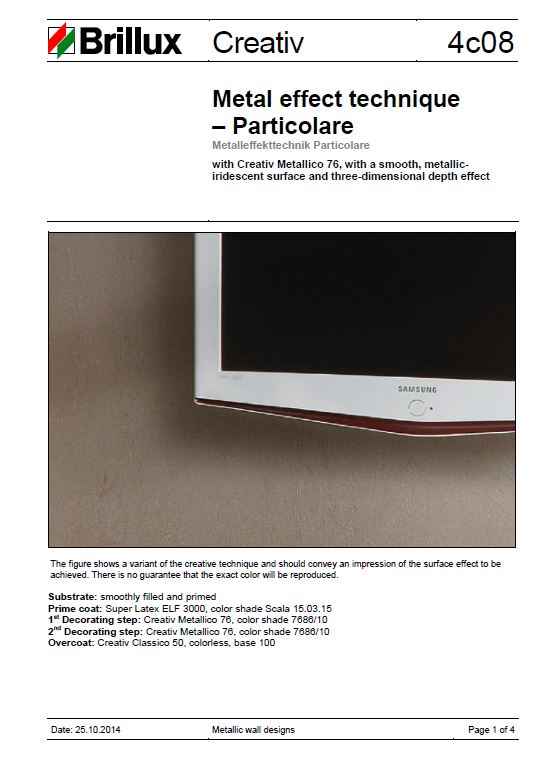 Brillux Creativ 4c08
Metal effect technique
– Particolare
Metalleffekttechnik Particolare
with Creativ Metallico 76, with a smooth, metallic-
iridescent surface and three-dimensional depth effect
SAMSUNG
The figure shows a variant of the creative technique and should convey an impression of the surface effect to be
achieved. There is no guarantee that the exact color will be reproduced.
Substrate: smoothly filled and primed
Prime coat: Super Latex ELF 3000, color shade Scala 15.03.15
1st Decorating step: Creativ Metallico 76, color shade 7686/10
2nd Decorating step: Creativ Metallico 76, color shade 7686/10
Overcoat: Creativ Classico 50, colorless, base 100
Date: 25.10.2014 Metallic wall designs Page 1 of 4